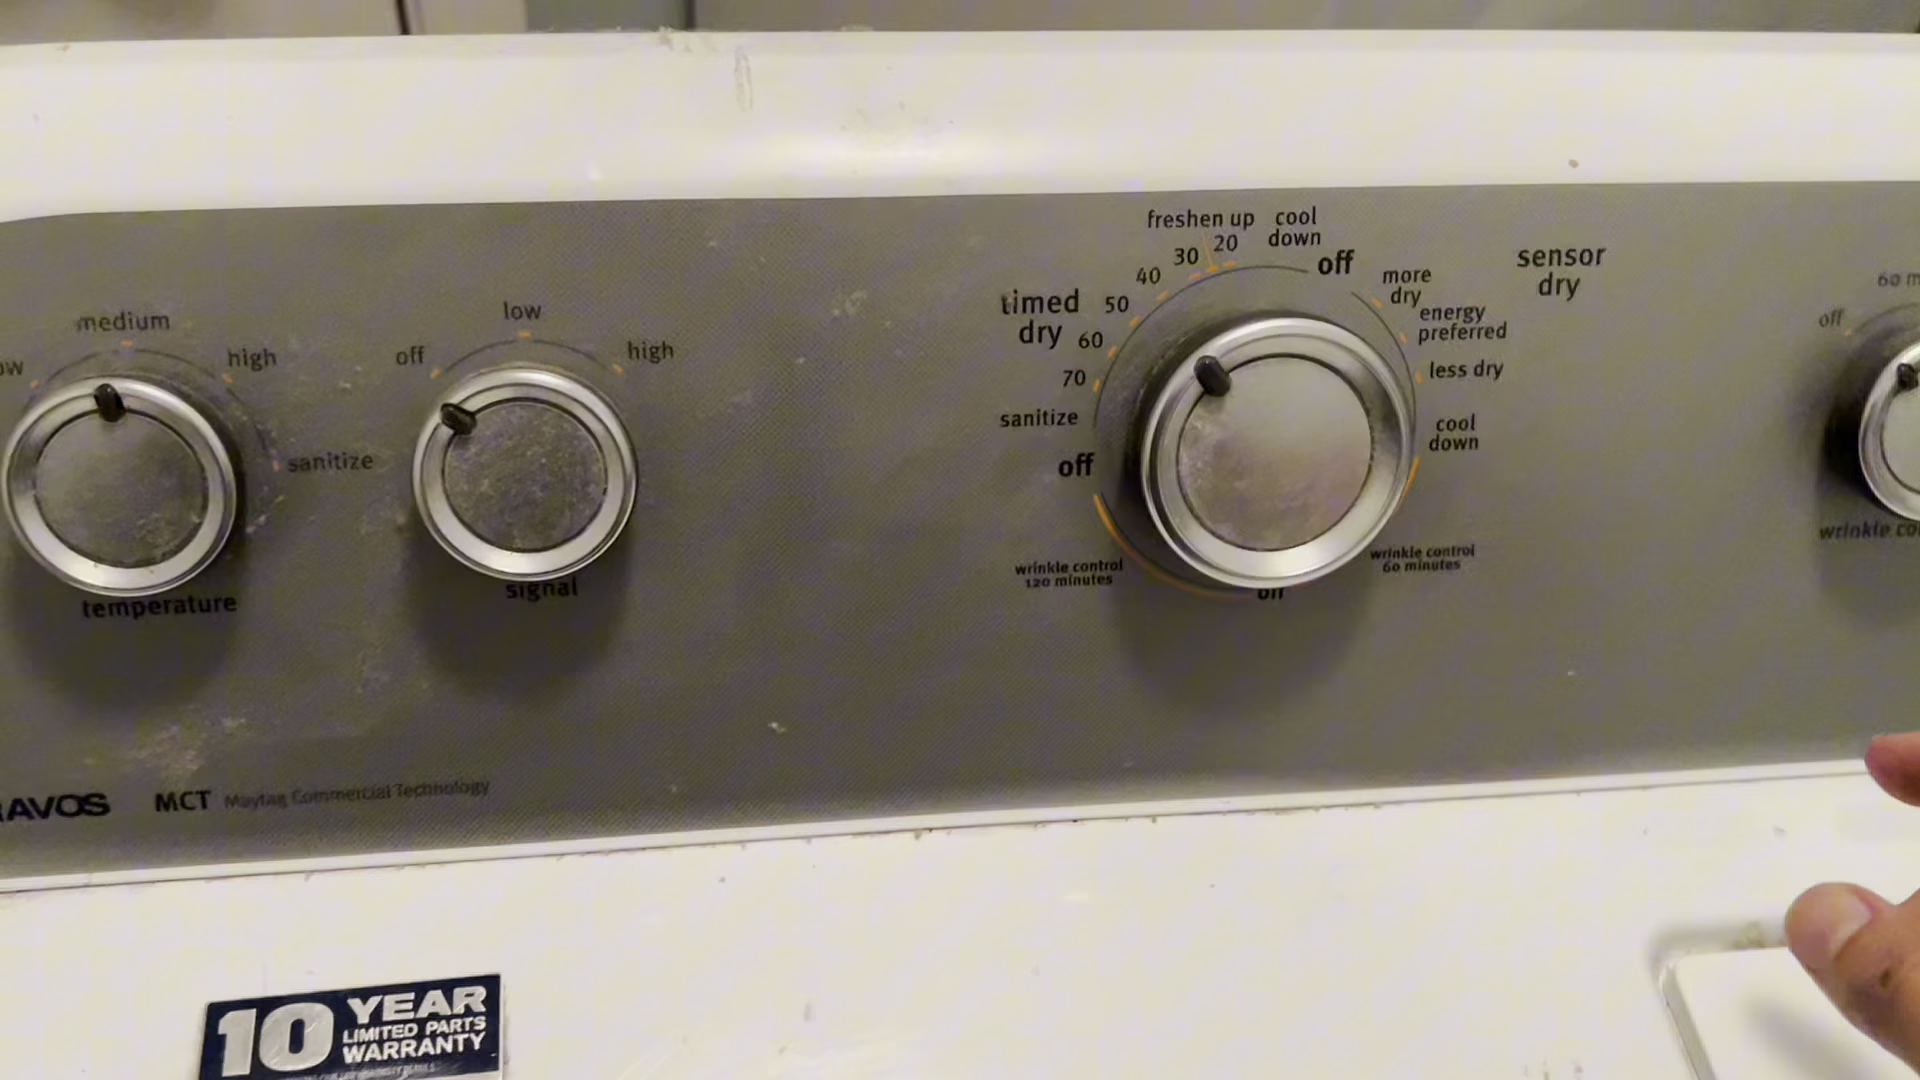 medium
high
sanitize
temperature
off
low
high
signal
timed
dry
freshen up
20
30
40
50
60
70
sanitize
off
cool
down
off
more
dry
energy
preferred
less dry
cool
down
sensor
dry
wrinkle control
120 minutes
wrinkle control
60 minutes
off
off
MCT Maytag Commercial Technology
10 YEAR
LIMITED PARTS
WARRANTY